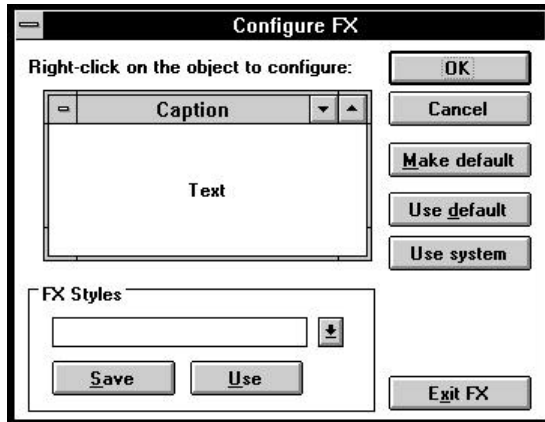 Configure FX
Right-click on the object to configure:
OK
Caption
Cancel
Text
Make default
Use default
Use system
FX Styles
Save
Use
Exit FX